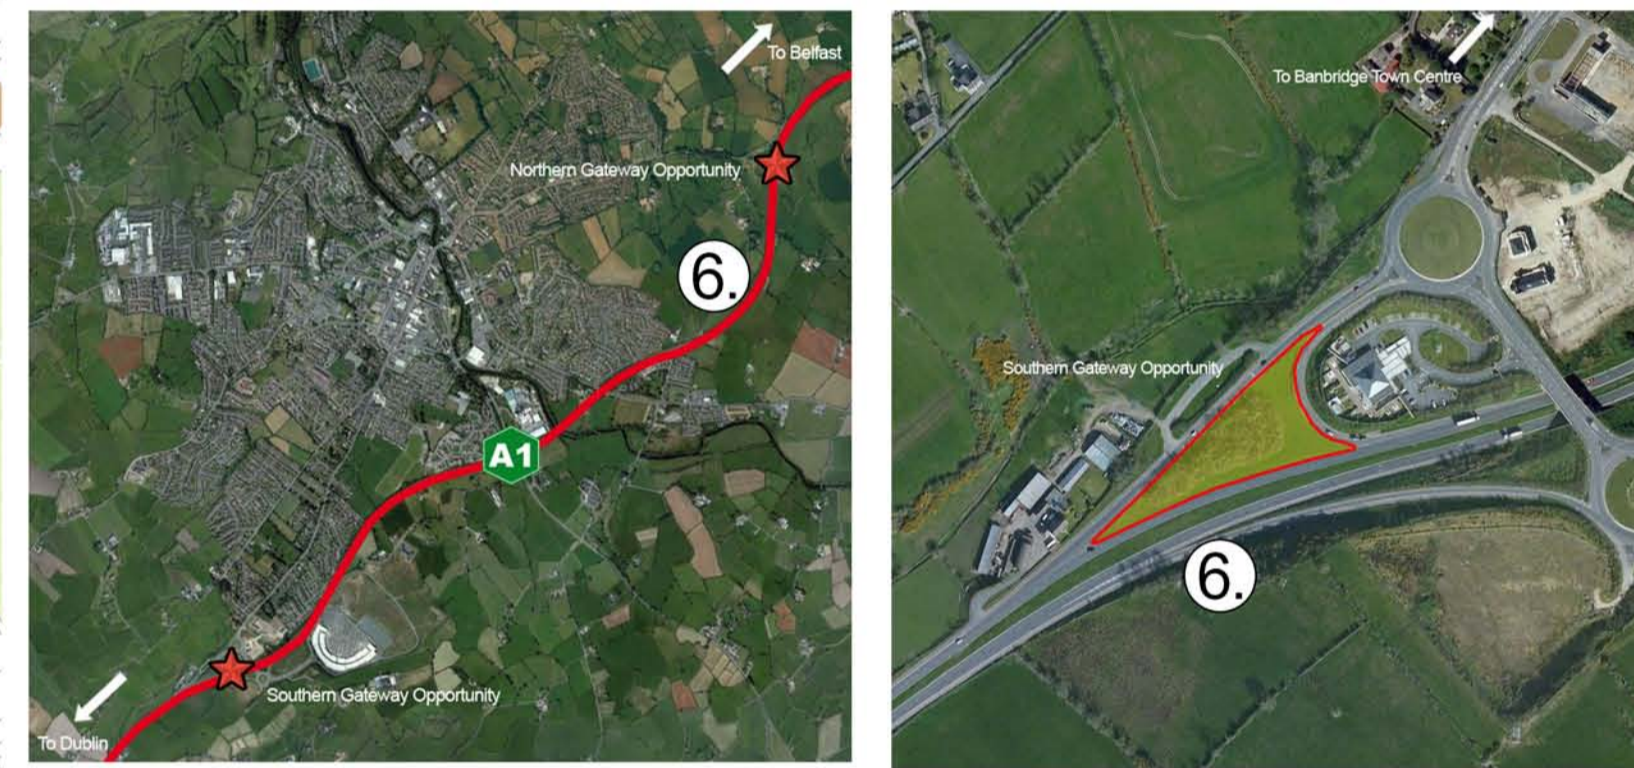 To Belfast
Northern Gateway Opportunity
6.
A1
Southern Gateway Opportunity
To Dublin
To Banbridge Town Centre
Southern Gateway Opportunity
6.